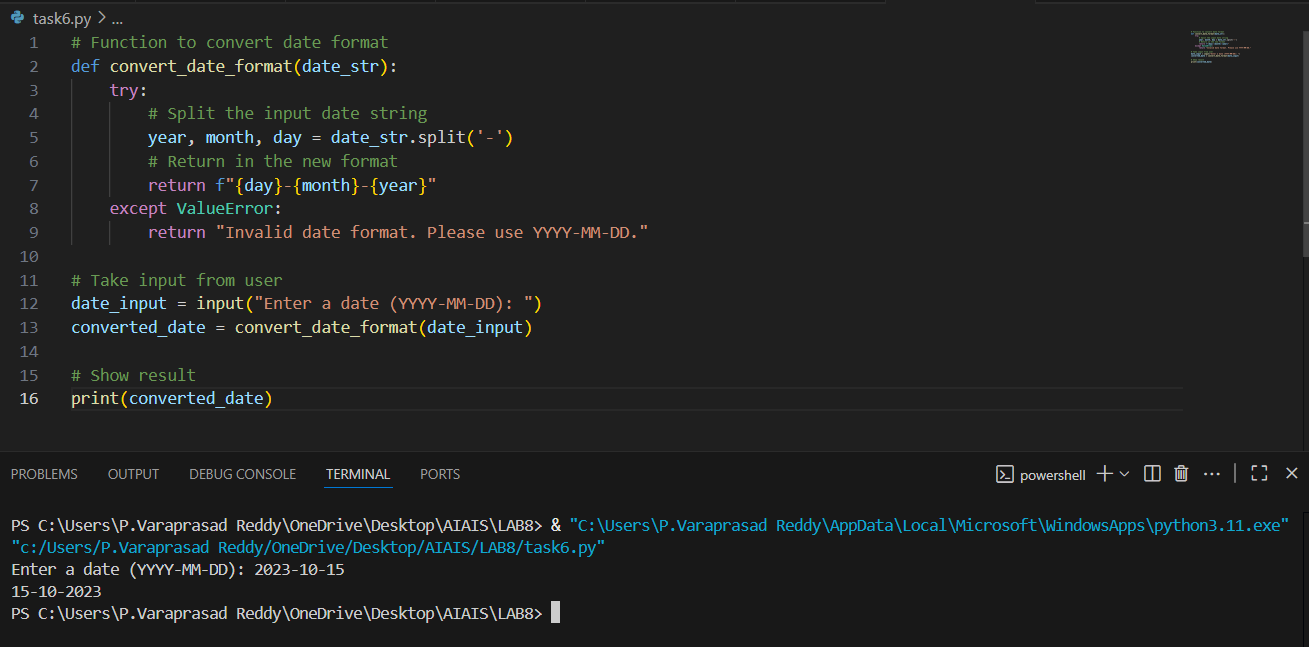 task6.py > ...
1 # Function to convert date format
2 def convert_date_format(date_str):
3     try:
4         # Split the input date string
5         year, month, day = date_str.split('-')
6         # Return in the new format
7         return f"{day}-{month}-{year}"
8     except ValueError:
9         return "Invalid date format. Please use YYYY-MM-DD."
10
11 # Take input from user
12 date_input = input("Enter a date (YYYY-MM-DD): ")
13 converted_date = convert_date_format(date_input)
14
15 # Show result
16 print(converted_date)
PROBLEMS OUTPUT DEBUG CONSOLE TERMINAL PORTS powershell
PS C:\Users\P.Varaprasad Reddy\OneDrive\Desktop\AIAIS\LAB8> & "C:\Users\P.Varaprasad Reddy\AppData\Local\Microsoft\WindowsApps\python3.11.exe"
"c:/Users/P.Varaprasad Reddy/OneDrive/Desktop/AIAIS/LAB8/task6.py"
Enter a date (YYYY-MM-DD): 2023-10-15
15-10-2023
PS C:\Users\P.Varaprasad Reddy\OneDrive\Desktop\AIAIS\LAB8>